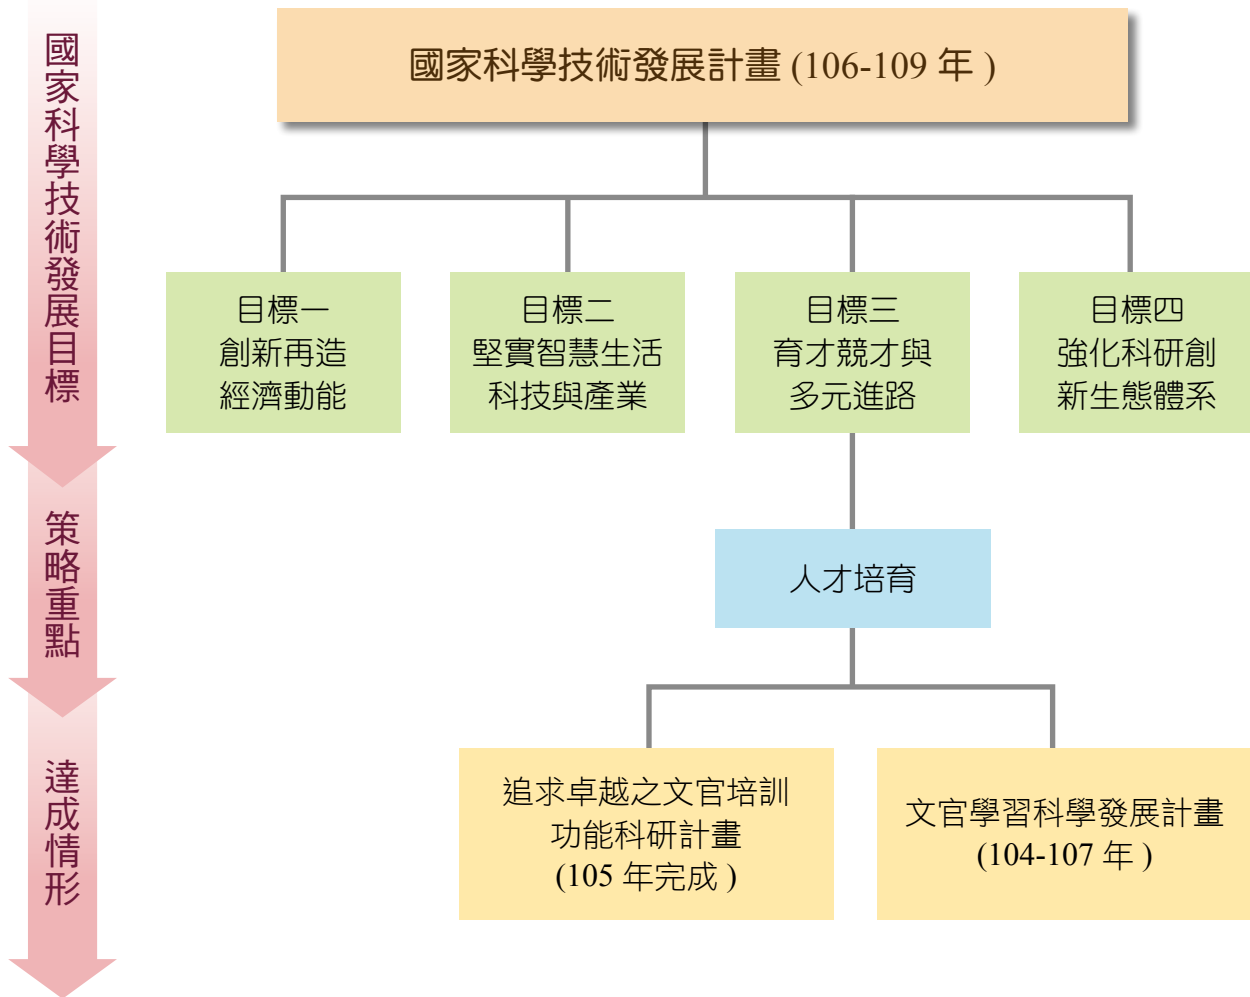 國家科學技術發展目標
國家科學技術發展計畫 (106-109 年 )
目標一
創新再造
經濟動能
目標二
堅實智慧生活
科技與產業
目標三
育才競才與
多元進路
目標四
強化科研創
新生態體系
策略重點
人才培育
達成情形
追求卓越之文官培訓
功能科研計畫
(105 年完成 )
文官學習科學發展計畫
(104-107 年 )